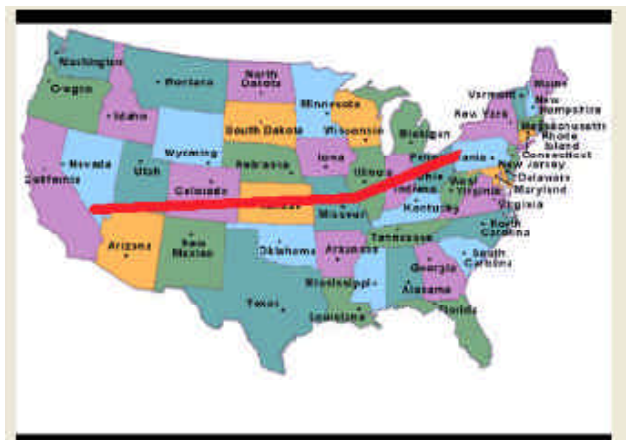 Washington
Montana
North
Dakota
Minnesota
Maine
Vermont
New
Hampshire
Oregon
Idaho
South Dakota
Wisconsin
Michigan
New York
Massachusetts
Rhode
Island
Connecticut
Wyoming
Nebraska
Iowa
Illinois
Indiana
New Jersey
Delaware
Maryland
West
Virginia
Virginia
Nevada
Utah
Colorado
California
Missouri
Kentucky
North
Carolina
Tennessee
Arizona
New
Mexico
Oklahoma
Arkansas
South
Carolina
Georgia
Mississippi
Alabama
Texas
Louisiana
Florida